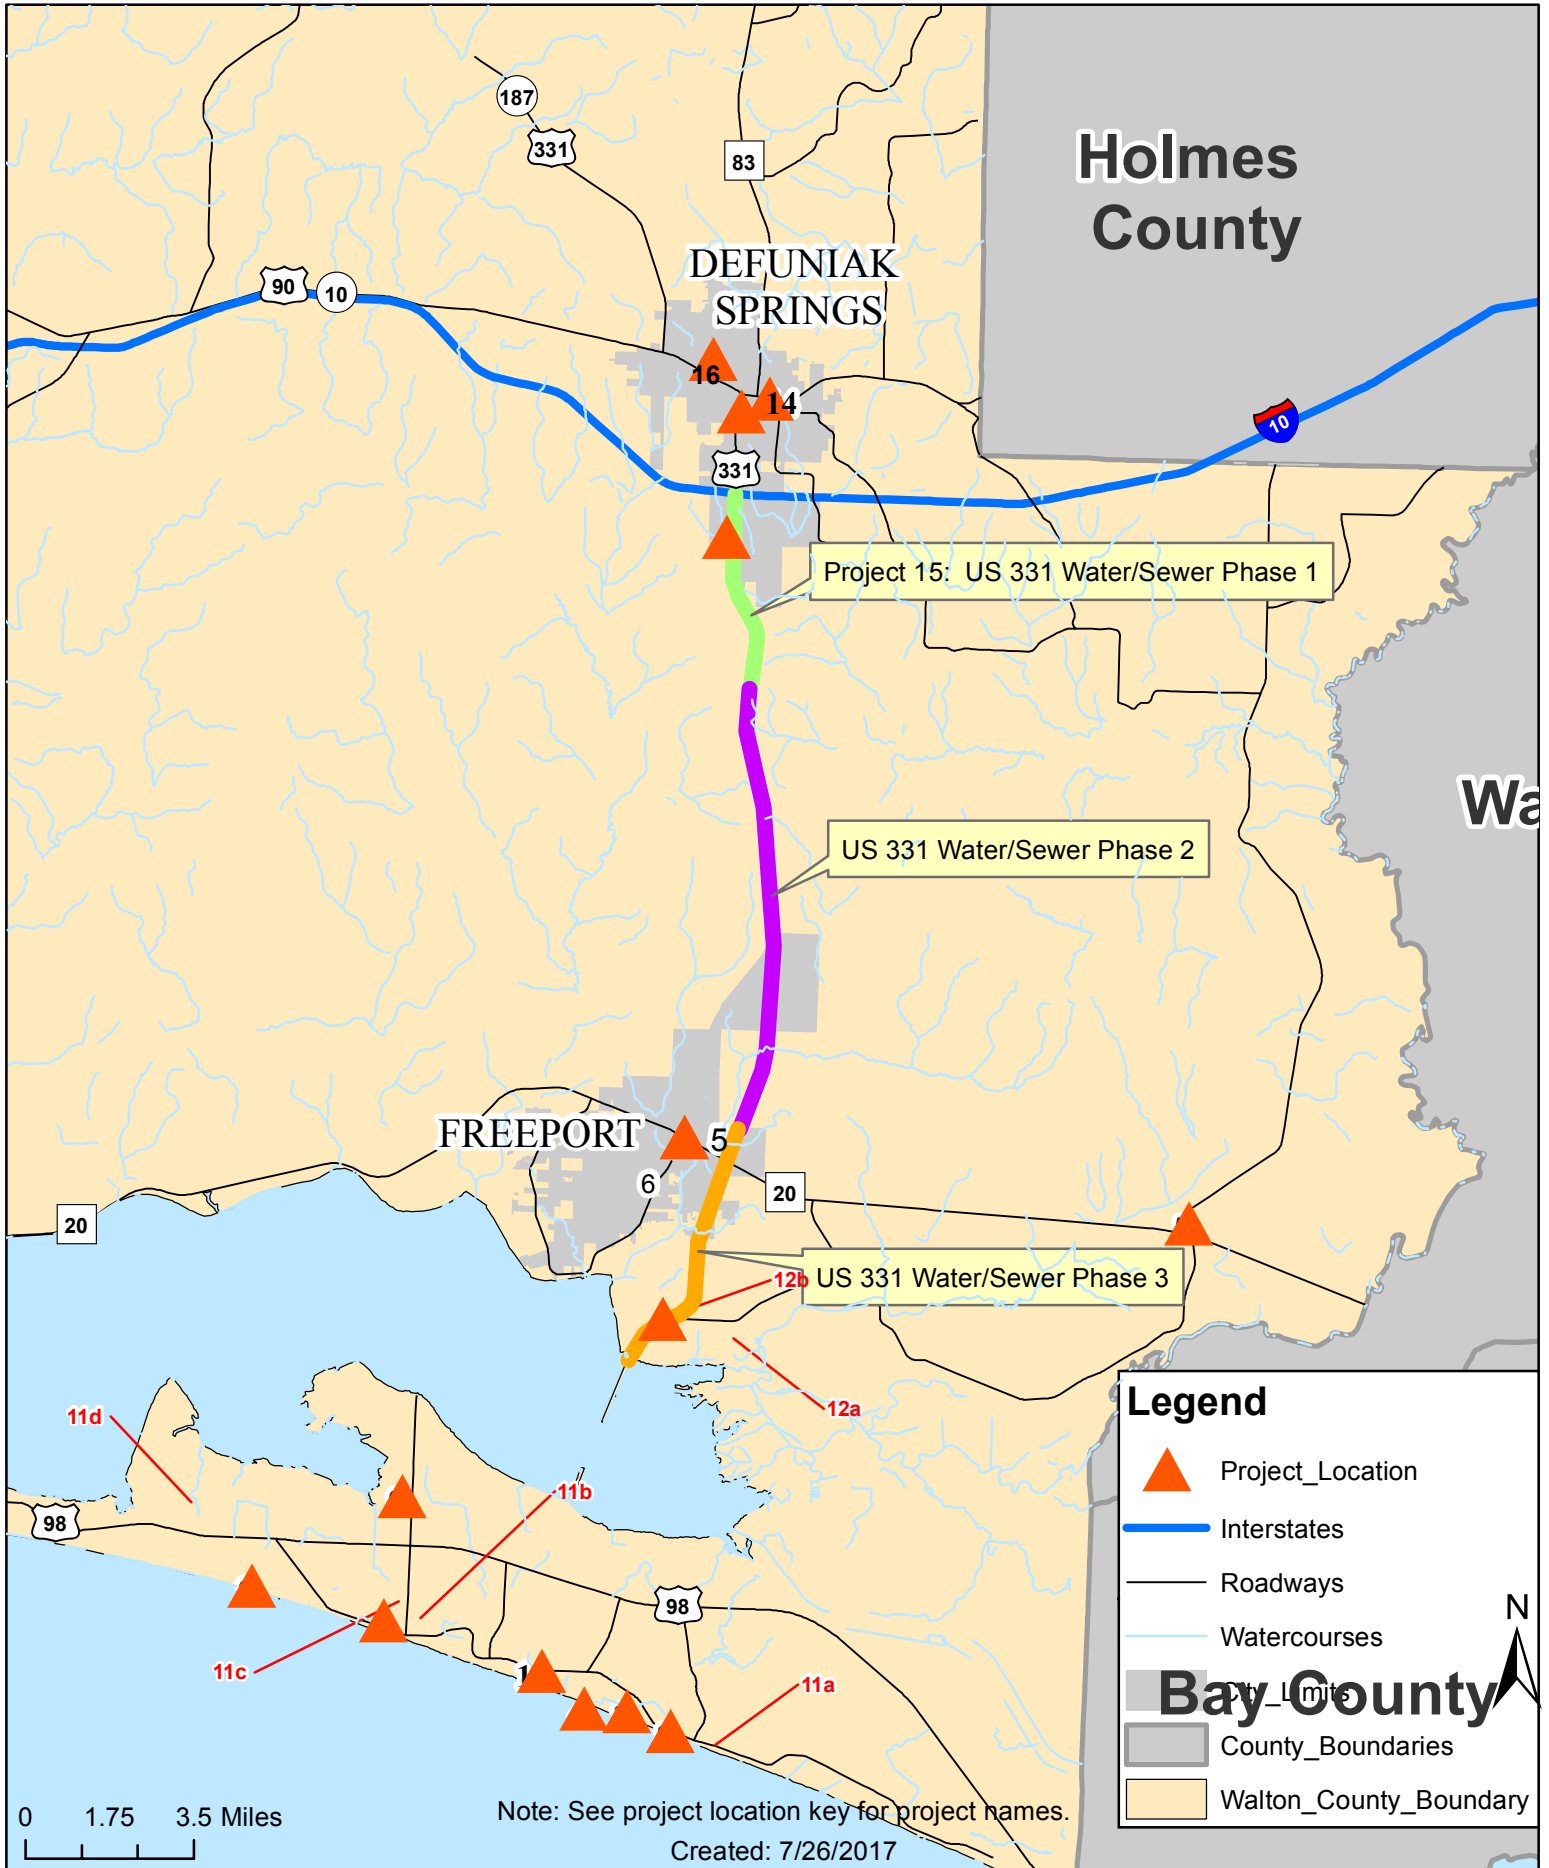 187
331
83
Holmes
County
DEFUNIAK
SPRINGS
90
10
16
14
10
331
Project 15: US 331 Water/Sewer Phase 1
Wa
US 331 Water/Sewer Phase 2
FREEPORT
5
6
20
20
US 331 Water/Sewer Phase 3
12b
12a
11d
11b
98
98
11c
1
11a
Legend
Project_Location
Interstates
Roadways
Watercourses
City_Limits
County_Boundaries
Walton_County_Boundary
N
Bay County
0 1.75 3.5 Miles
Note: See project location key for project names.
Created: 7/26/2017